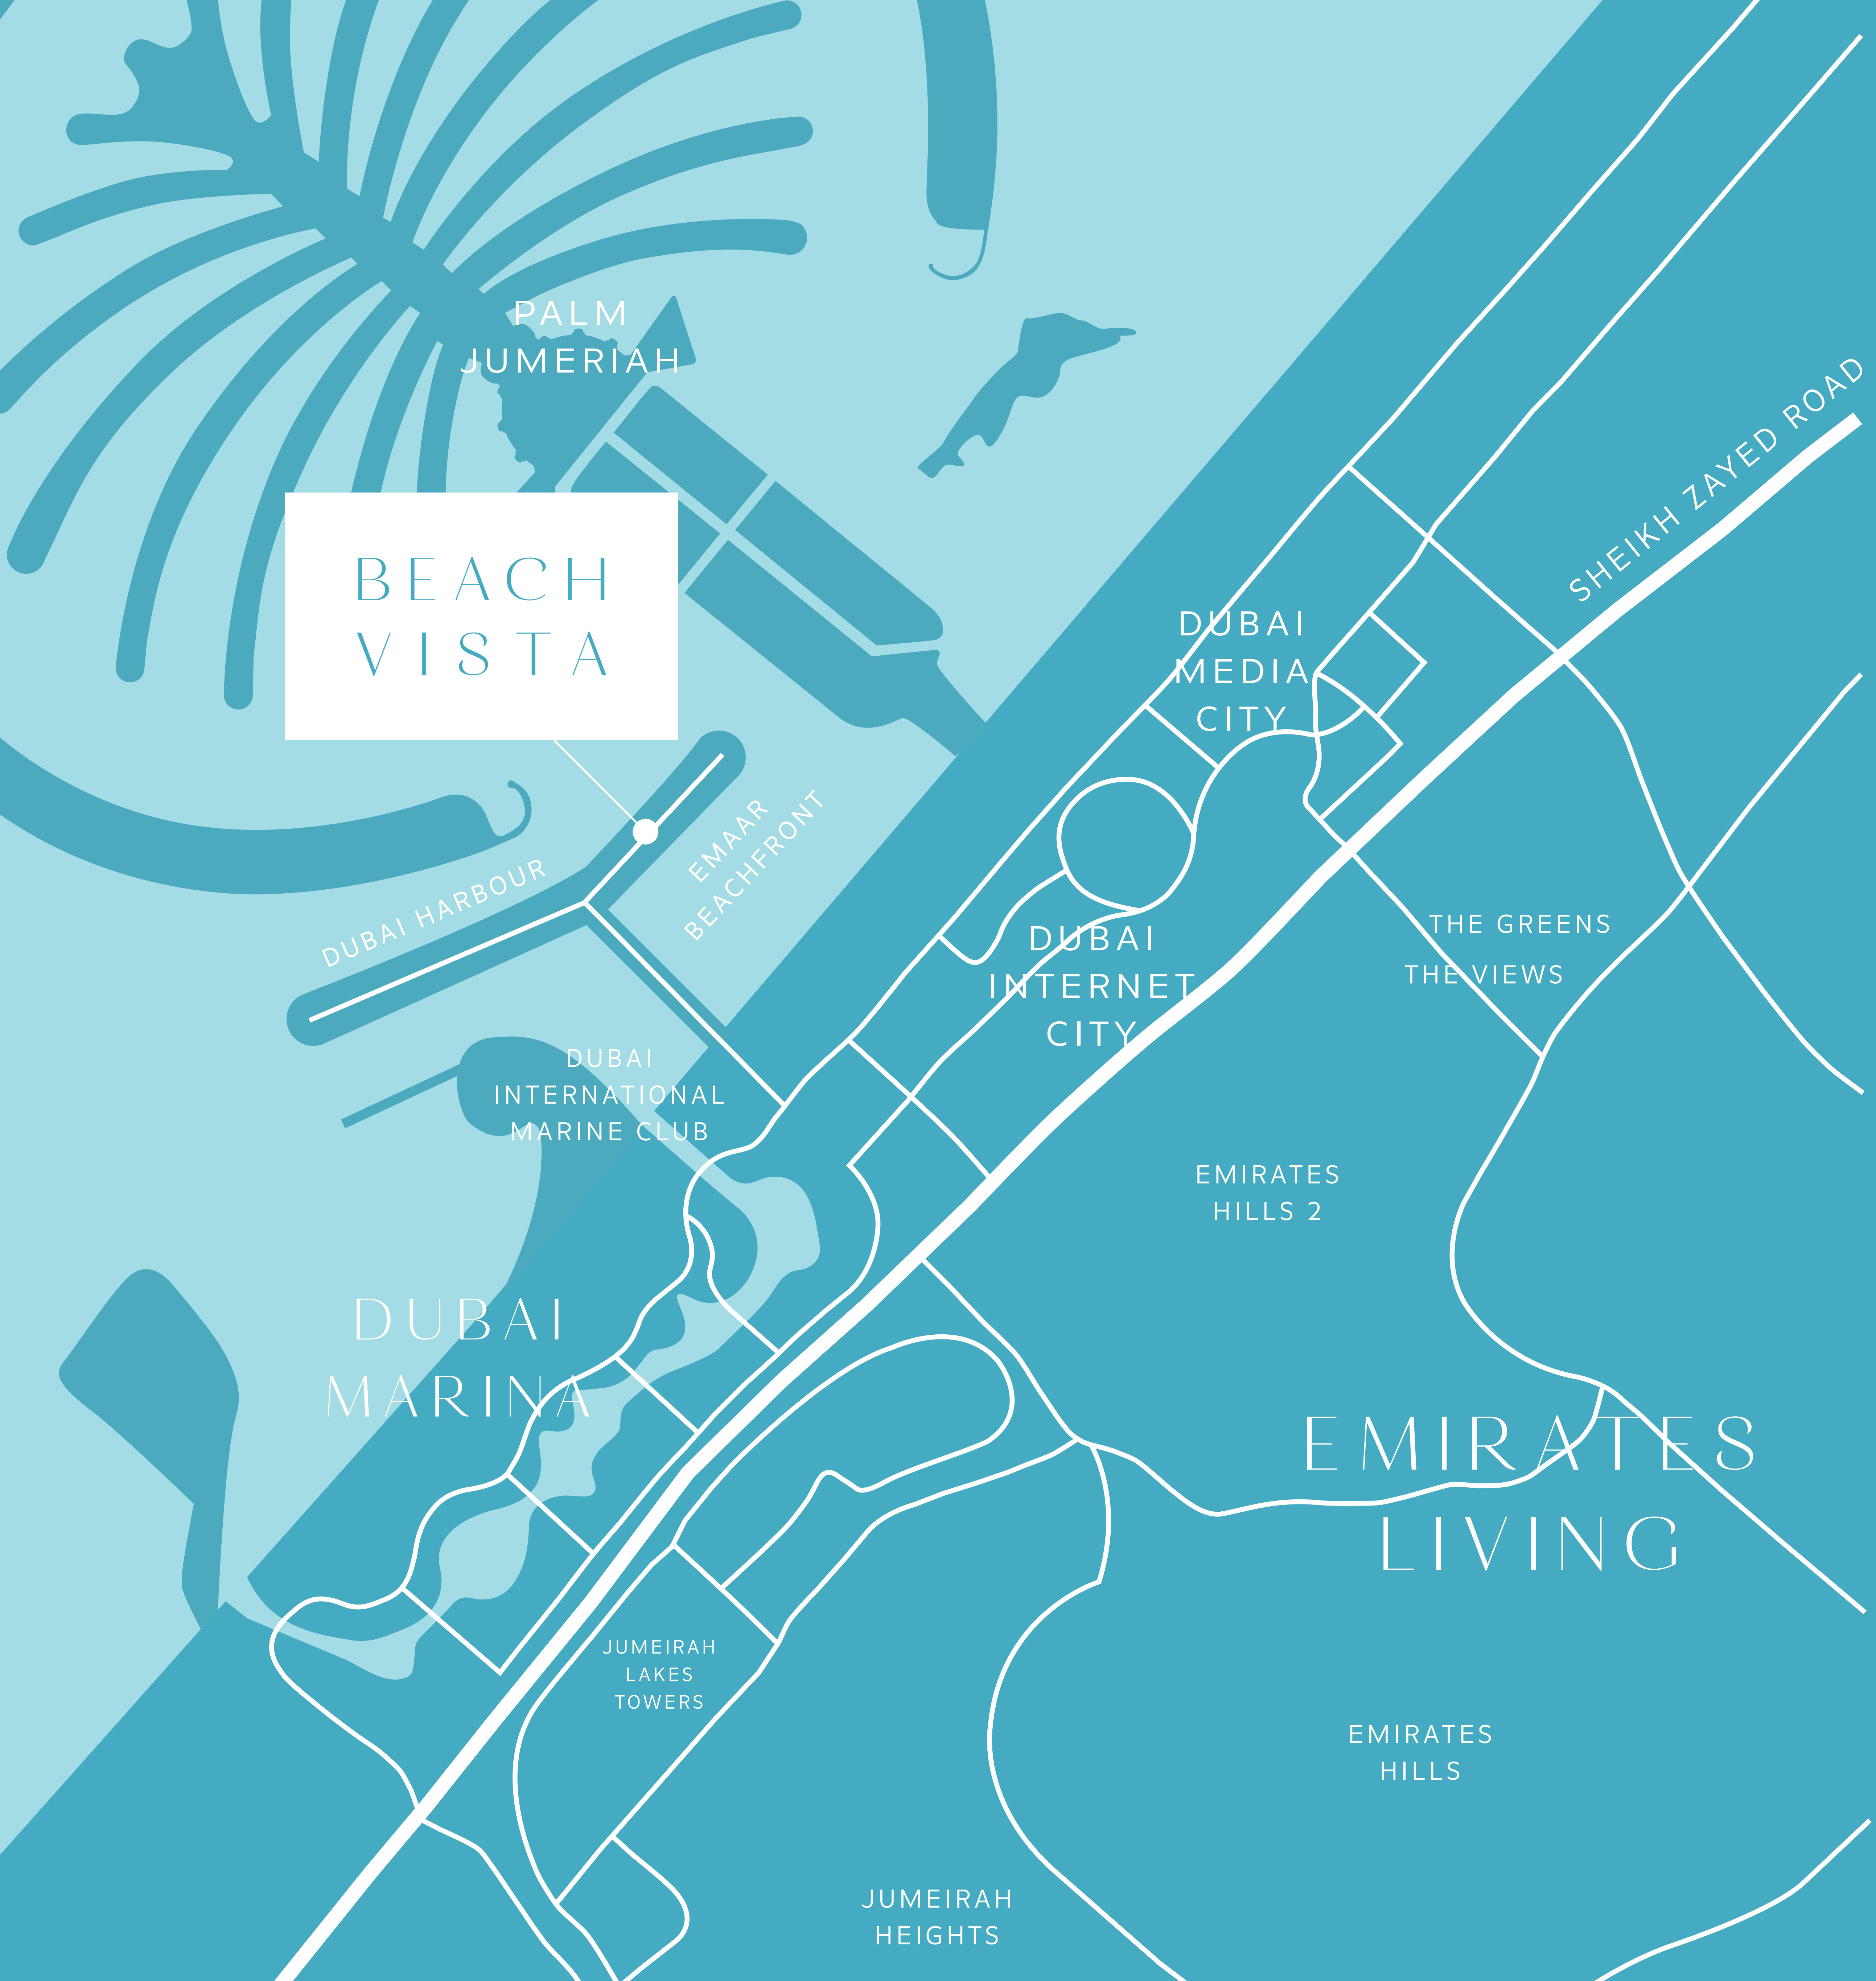 PALM
JUMERIAH
BEACH
VISTA
SHEIKH ZAYED ROAD
DUBAI
MEDIA
CITY
EMAAR
BEACHFRONT
DUBAI HARBOUR
DUBAI
INTERNET
CITY
THE GREENS
THE VIEWS
DUBAI
INTERNATIONAL
MARINE CLUB
EMIRATES
HILLS 2
DUBAI
MARINA
EMIRATES
LIVING
JUMEIRAH
LAKES
TOWERS
EMIRATES
HILLS
JUMEIRAH
HEIGHTS